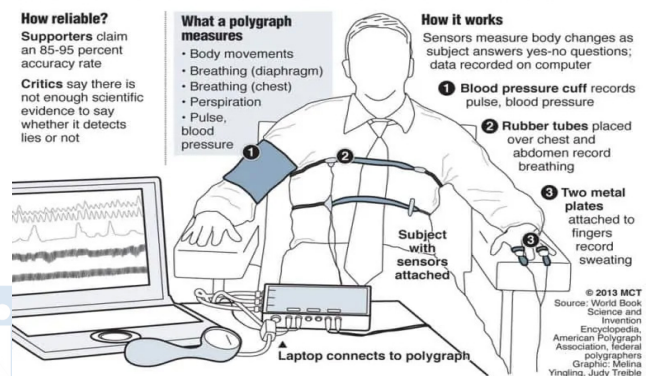 How reliable?
Supporters claim
an 85-95 percent
accuracy rate
Critics say there is
not enough scientific
evidence to say
whether it detects
lies or not
What a polygraph
measures
• Body movements
• Breathing (diaphragm)
• Breathing (chest)
• Perspiration
• Pulse,
blood
pressure
How it works
Sensors measure body changes as
subject answers yes-no questions;
data recorded on computer
1 Blood pressure cuff records
pulse, blood pressure
2 Rubber tubes placed
over chest and
abdomen record
breathing
3 Two metal
plates
attached to
fingers
record
sweating
1
2
3
Subject
with
sensors
attached
Laptop connects to polygraph
© 2013 MCT
Source: World Book
Science and
Invention
Encyclopedia,
American Polygraph
Association, federal
polygraphers
Graphic: Melina
Yingling, Judy Treible